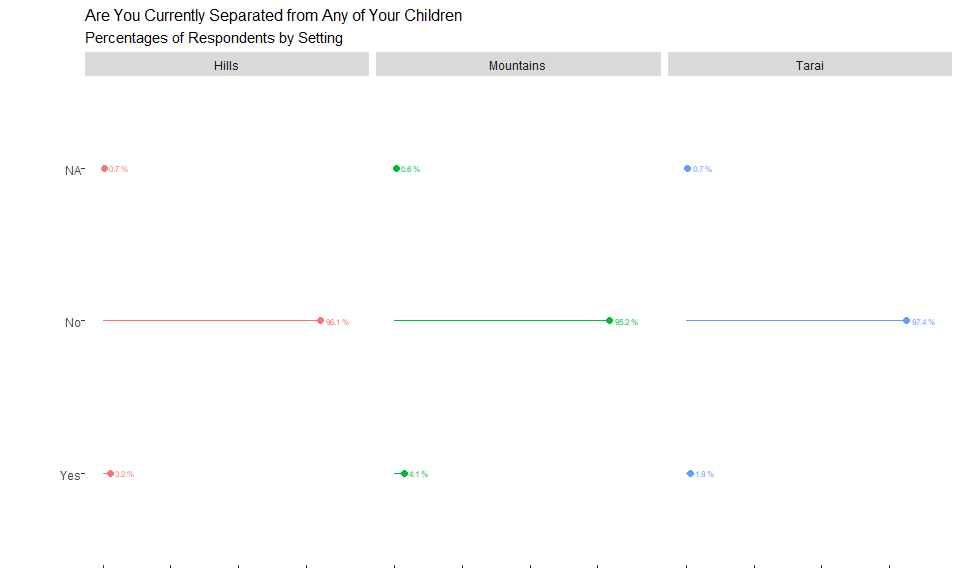 Are You Currently Separated from Any of Your Children
Percentages of Respondents by Setting
Hills Mountains Tarai
NA 0.7 % 0.6 % 0.7 %
No 96.1 % 95.2 % 97.4 %
Yes 3.2 % 4.1 % 1.9 %